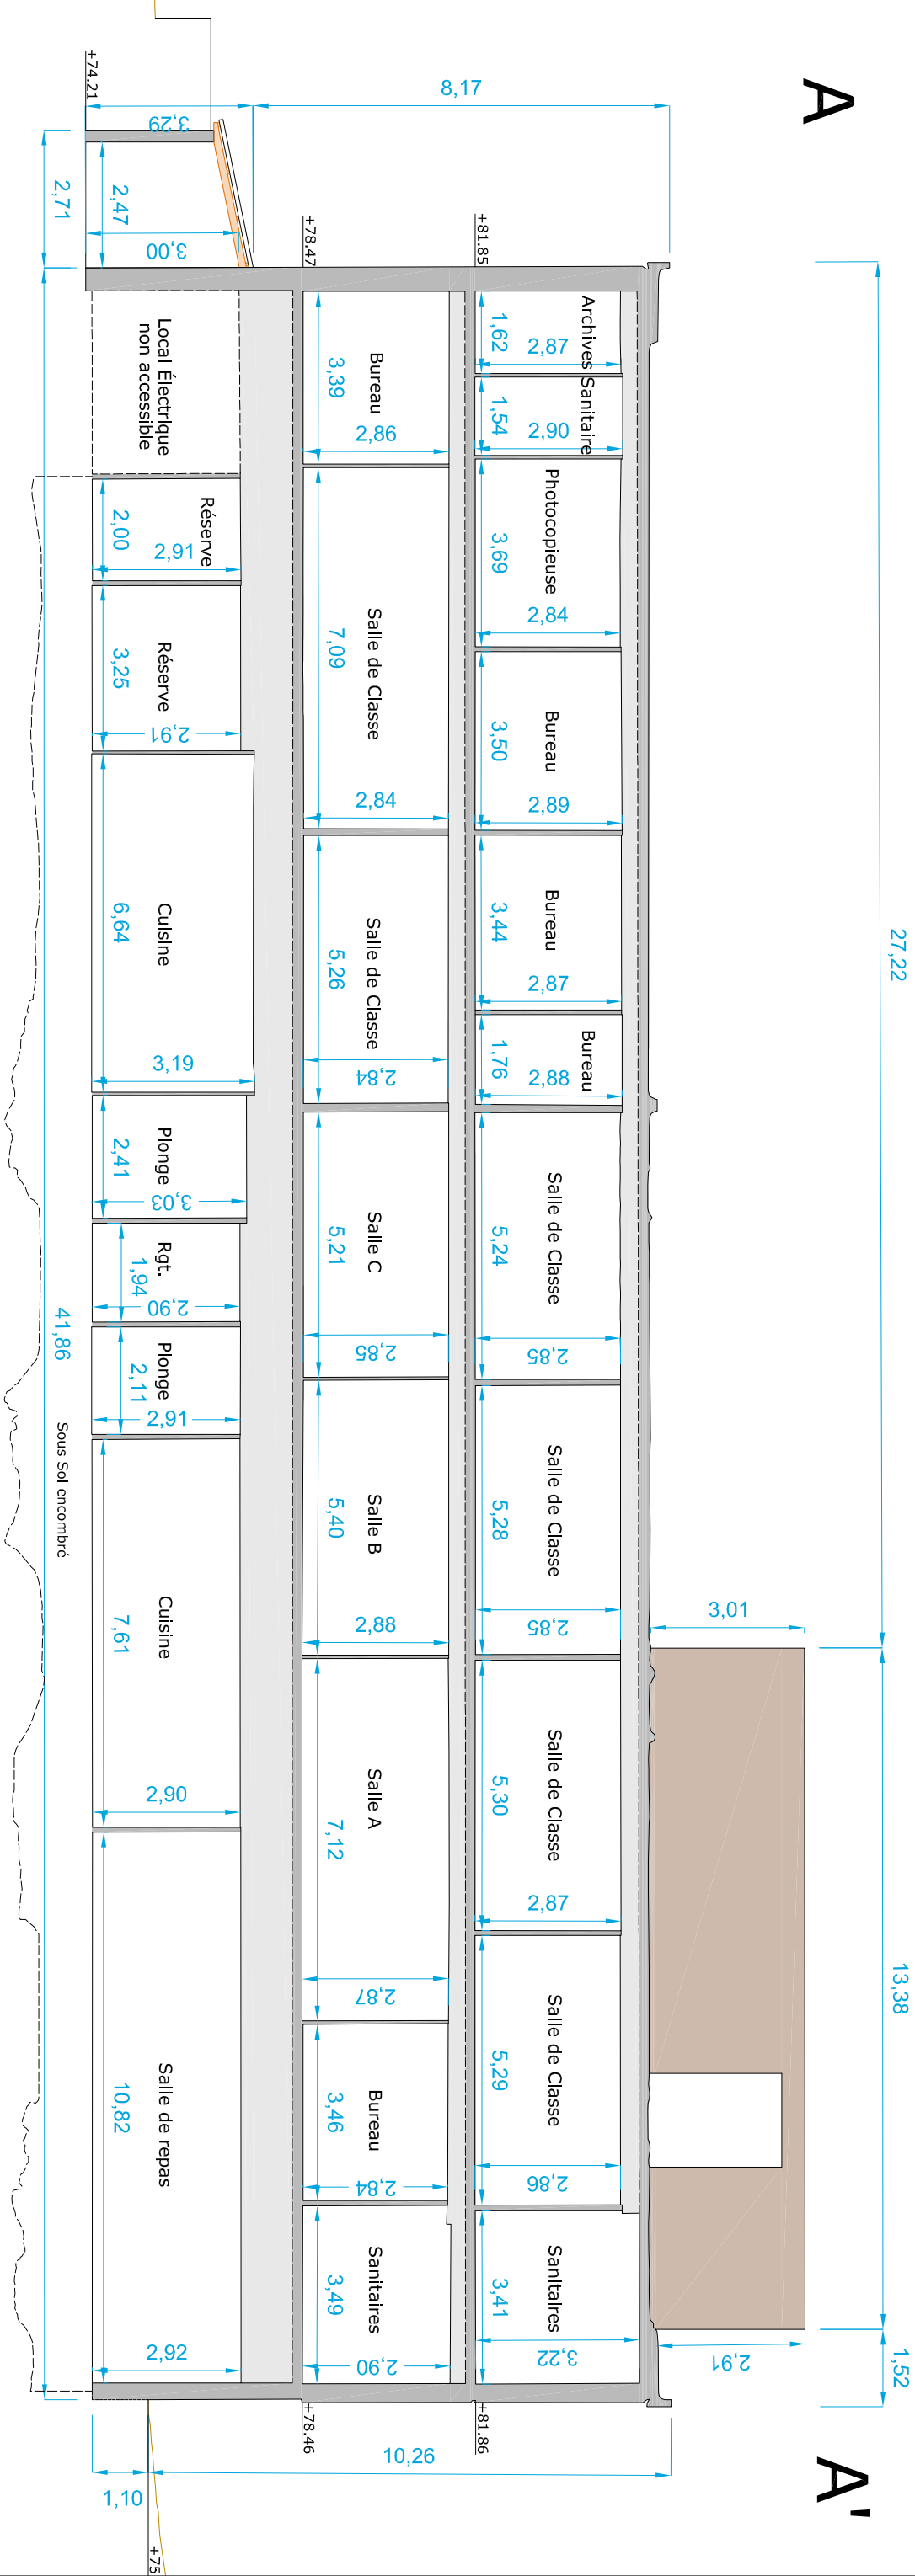 A
A'
27,22
13,38
1,52
8,17
3,01
2,91
10,26
1,10
+81.85
Archives
1,62
2,87
Sanitaire
1,54
2,90
Photocopieuse
3,69
2,84
Bureau
3,50
2,89
Bureau
3,44
2,87
Bureau
1,76
2,88
Salle de Classe
5,24
2,85
Salle de Classe
5,28
2,85
Salle de Classe
5,30
2,87
Salle de Classe
5,29
2,86
Sanitaires
3,41
3,22
+81.86
+78.47
Bureau
3,39
2,86
Salle de Classe
7,09
2,84
Salle de Classe
5,26
2,84
Salle C
5,21
2,85
Salle B
5,40
2,88
Salle A
7,12
2,87
Bureau
3,46
2,84
Sanitaires
3,49
2,90
+78.46
+74.21
3,29
2,47
3,00
2,71
Local Électrique
non accessible
Réserve
2,00
2,91
Réserve
3,25
2,91
Cuisine
6,64
3,19
Plonge
2,41
3,03
Rgt.
1,94
2,90
Plonge
2,11
2,91
Cuisine
7,61
2,90
Salle de repas
10,82
2,92
+75
41,86
Sous Sol encombré